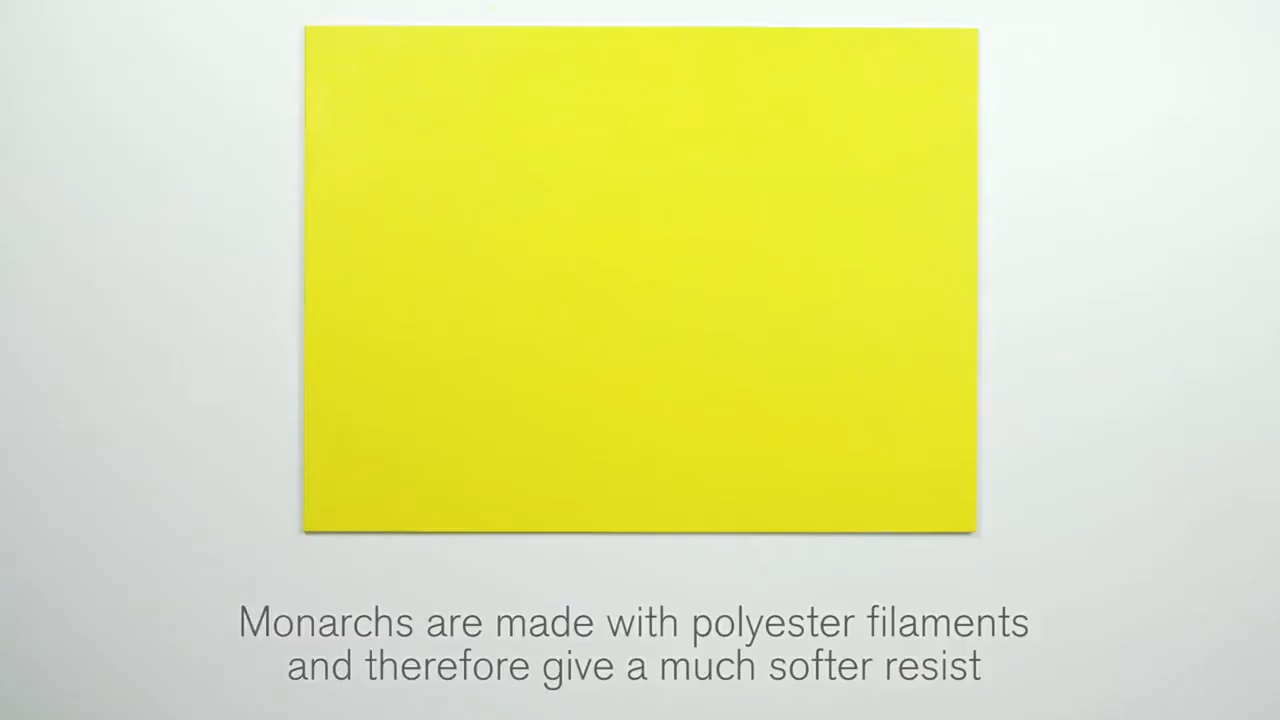 Monarchs are made with polyester filaments
and therefore give a much softer resist